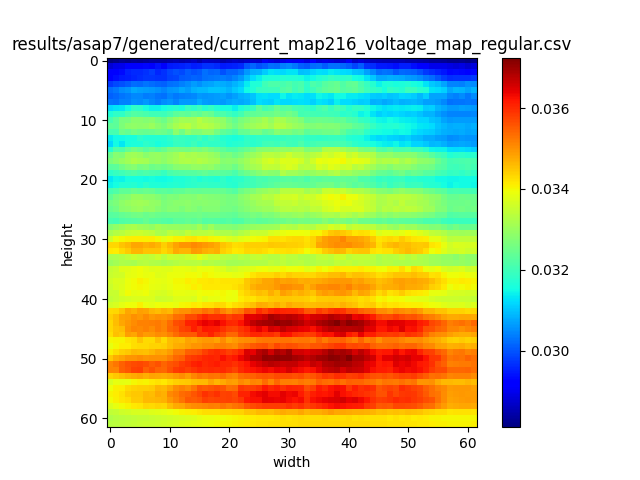 results/asap7/generated/current_map216_voltage_map_regular.csv
0
10
20
30
40
50
60
height
0 10 20 30 40 50 60
width
0.036
0.034
0.032
0.030